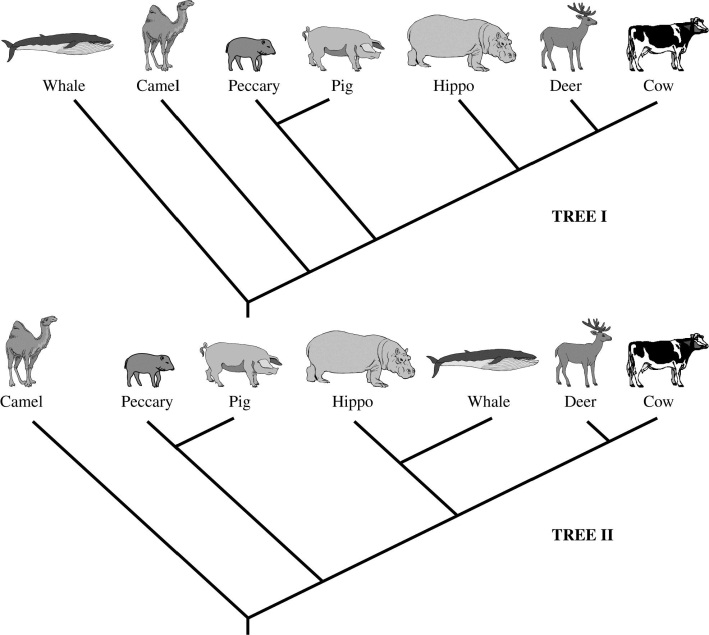 Whale Camel Peccary Pig Hippo Deer Cow
TREE I
Camel Peccary Pig Hippo Whale Deer Cow
TREE II